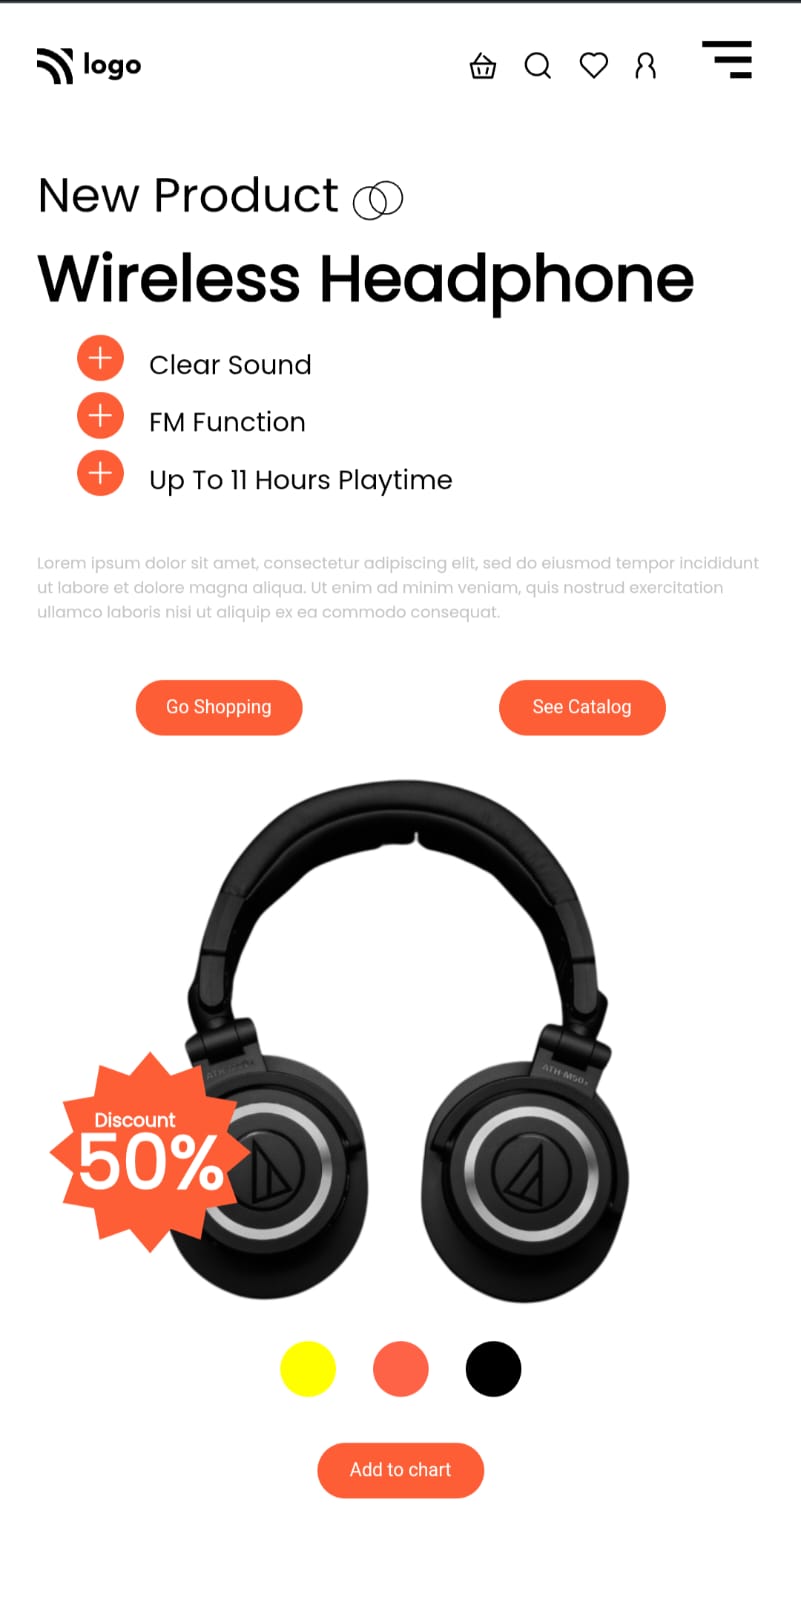 logo
New Product
Wireless Headphone
Clear Sound
FM Function
Up To 11 Hours Playtime
Lorem ipsum dolor sit amet, consectetur adipiscing elit, sed do eiusmod tempor incididunt
ut labore et dolore magna aliqua. Ut enim ad minim veniam, quis nostrud exercitation
ullamco laboris nisi ut aliquip ex ea commodo consequat.
Go Shopping
See Catalog
ATH-M50x
Discount
50%
Add to chart